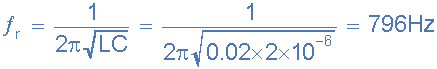 fr = 1 / 2π√LC = 1 / 2π√0.02×2×10⁻⁶ = 796Hz